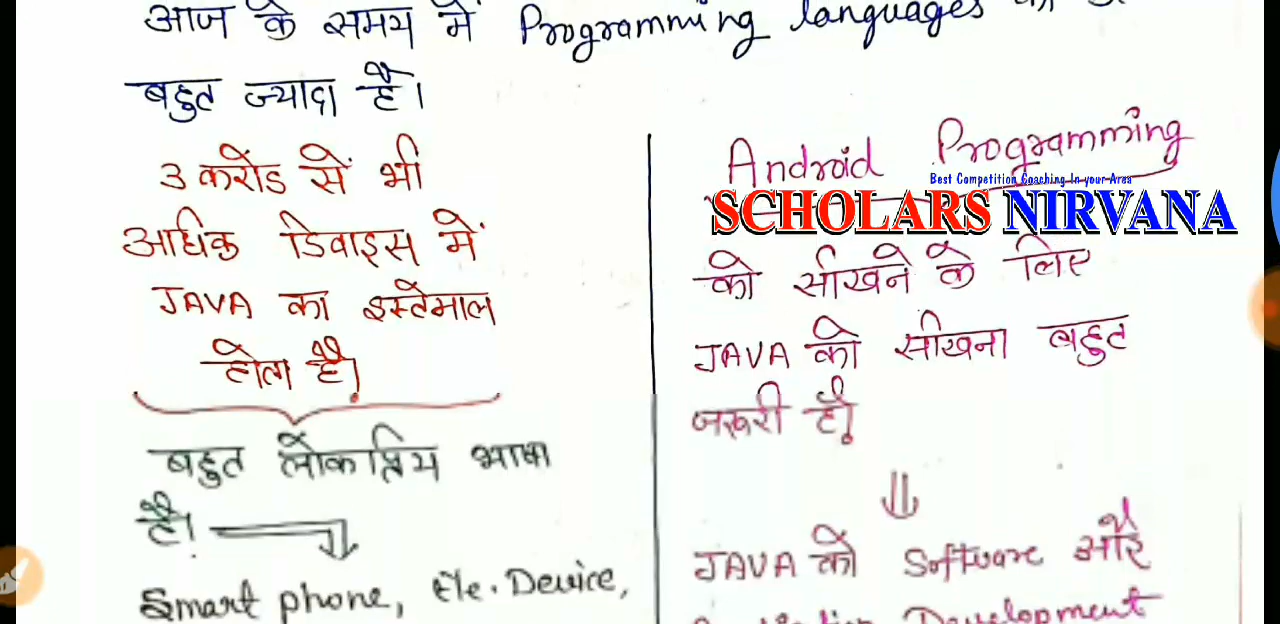 आज के समय में Programming languages
बहुत ज्यादा है।
3 करोंड सें भी
अधिक डिवाइस में
JAVA का इस्तेमाल
होता है।
बहुत लोकप्रिय भाषा
है।
Smart phone, Ele. Device,
Android Programming
Best Competition Coaching In your Area
SCHOLARS NIRVANA
को सीखने के लिए
JAVA को सीखना बहुत
जरूरी है।
JAVA को Software और
Development